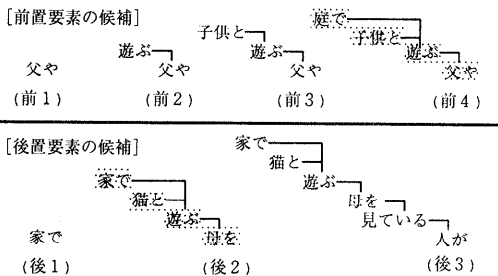 [前置要素の候補]
庭で
子供と 子供と
遊ぶ 遊ぶ 遊ぶ
父や 父や 父や 父や
(前1) (前2) (前3) (前4)
[後置要素の候補]
家で
家で 猫と
猫と 遊ぶ
遊ぶ 母を
見ている
家で 母を 人が
(後1) (後2) (後3)